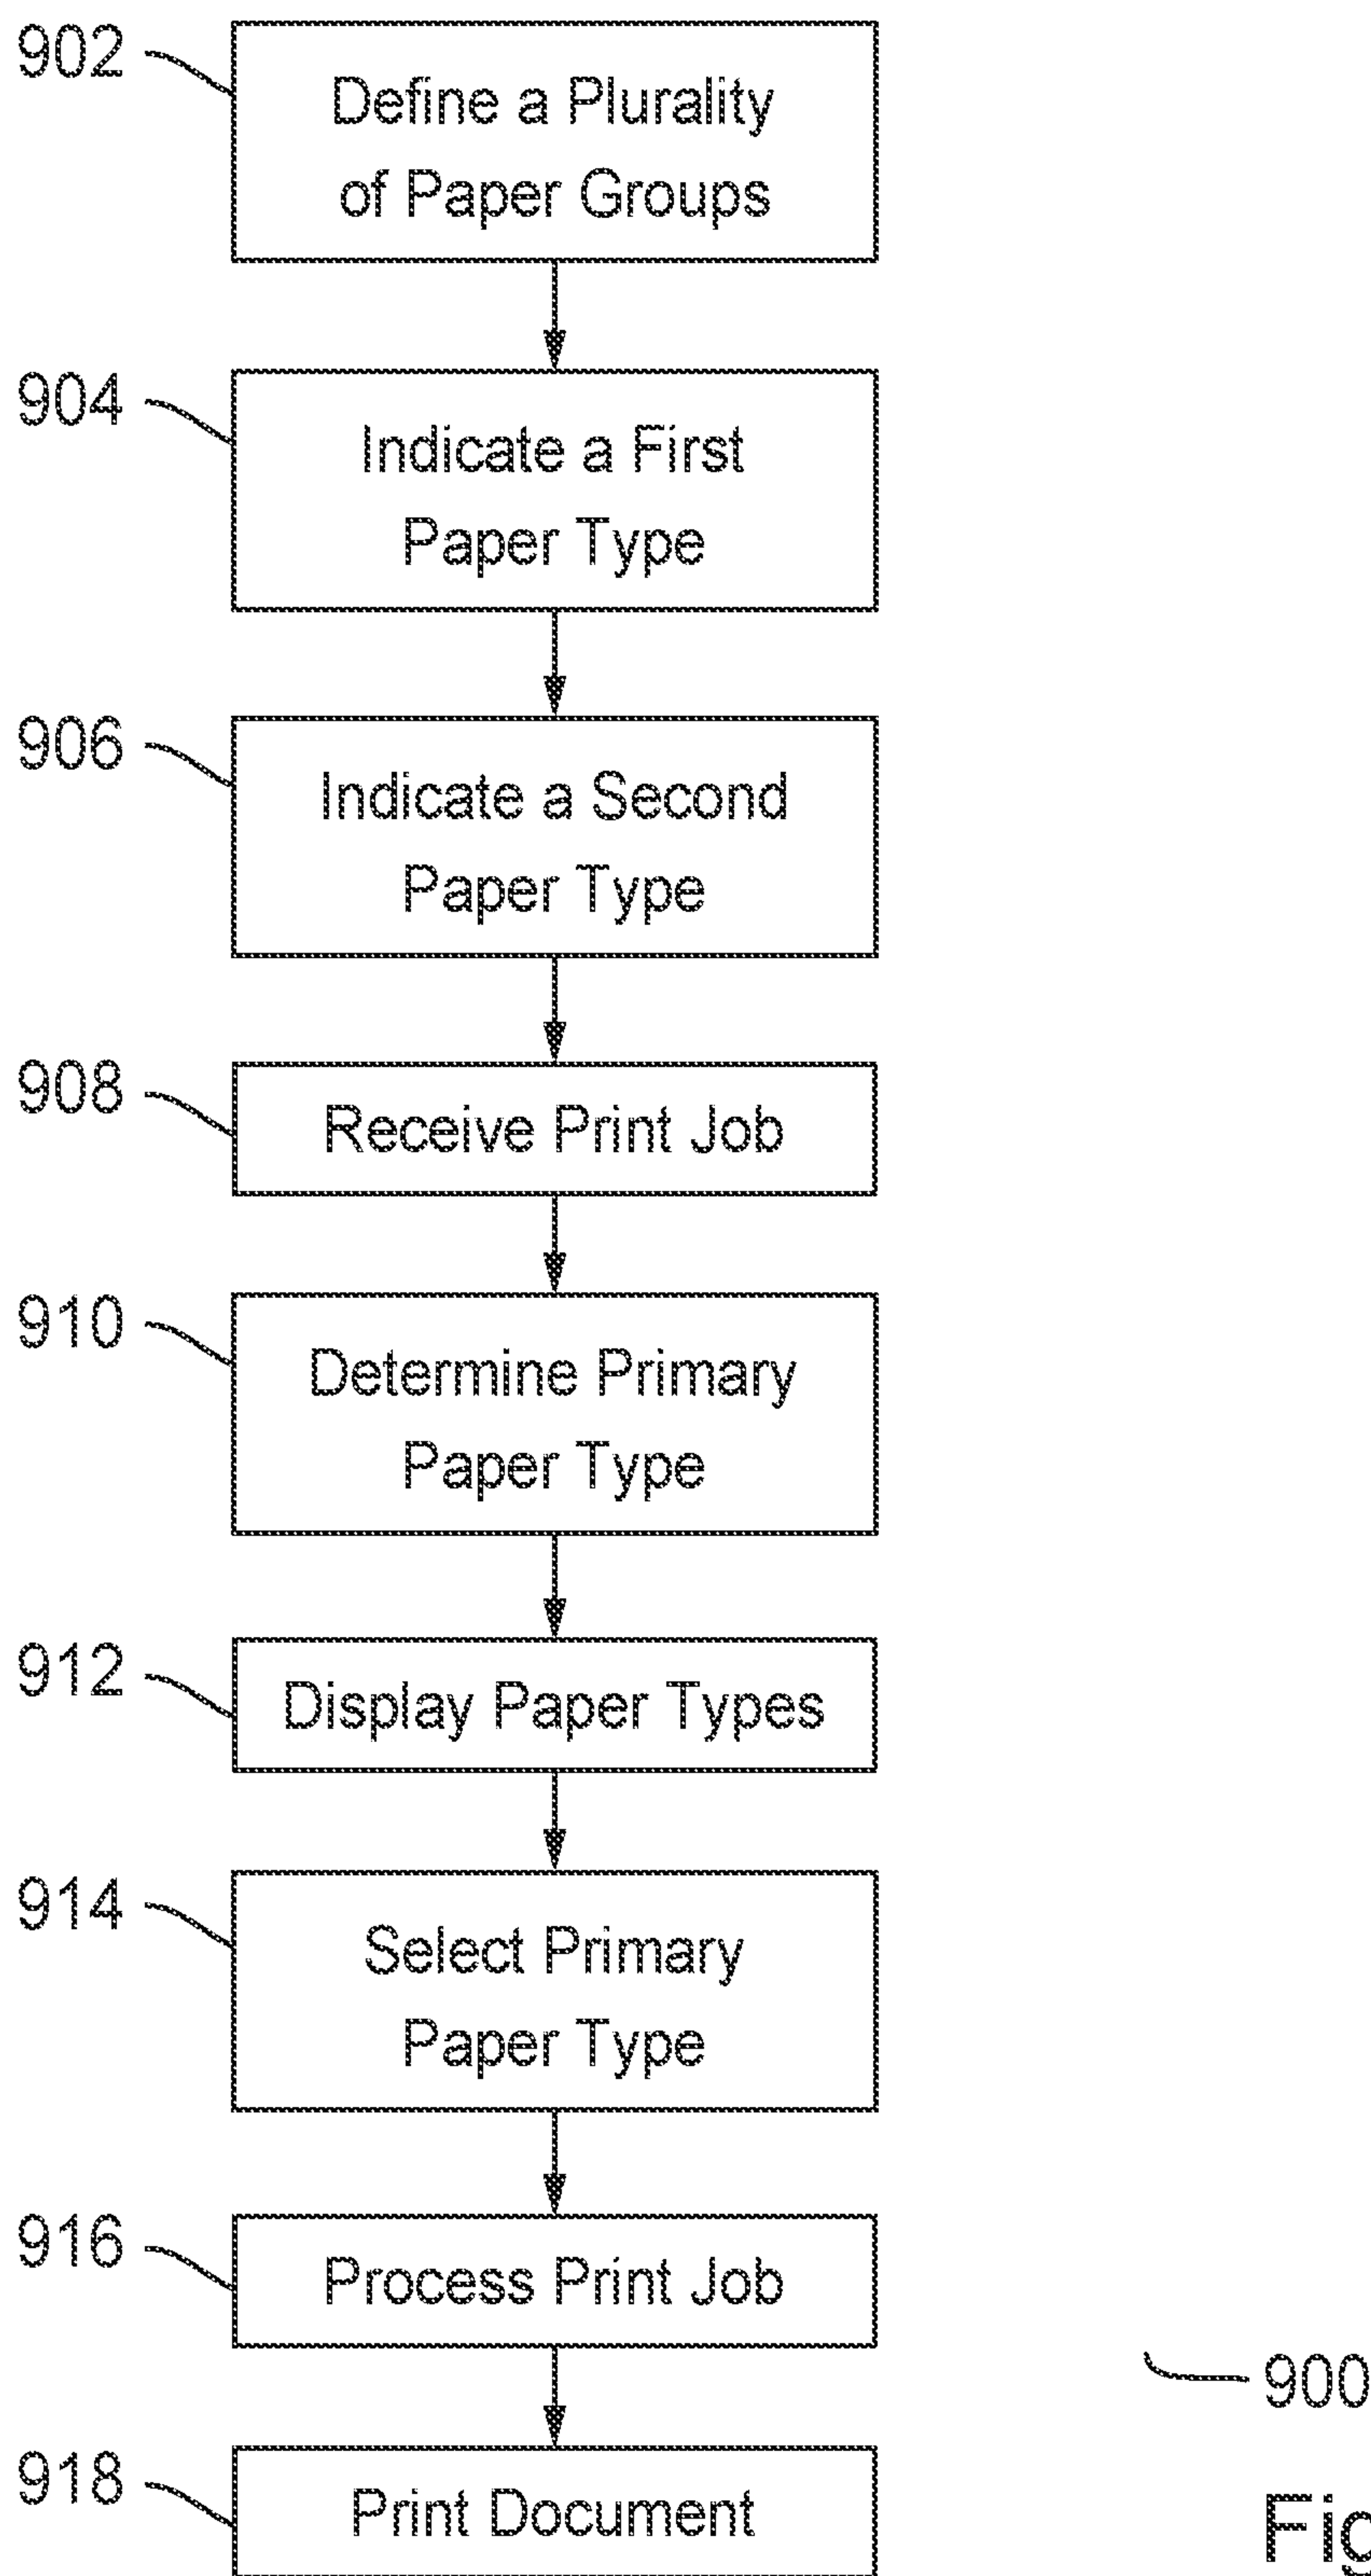 902
Define a Plurality
of Paper Groups
904
Indicate a First
Paper Type
906
Indicate a Second
Paper Type
908
Receive Print Job
910
Determine Primary
Paper Type
912
Display Paper Types
914
Select Primary
Paper Type
916
Process Print Job
900
918
Print Document
Fig